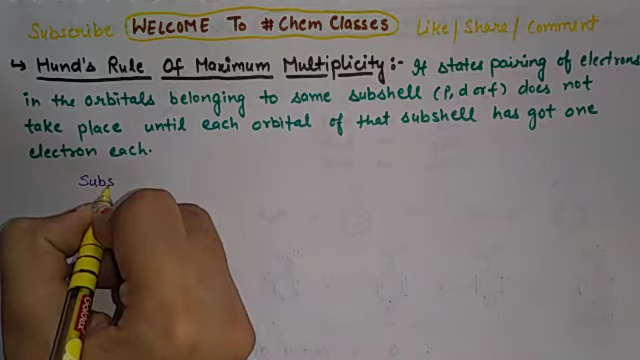 Subscribe WELCOME To #Chem Classes Like/Share/Comment
↳ Hund's Rule Of Maximum Multiplicity:- It states pairing of electrons
in the orbitals belonging to same subshell (P, d or f) does not
take place until each orbital of that subshell has got one
electron each.
Subs